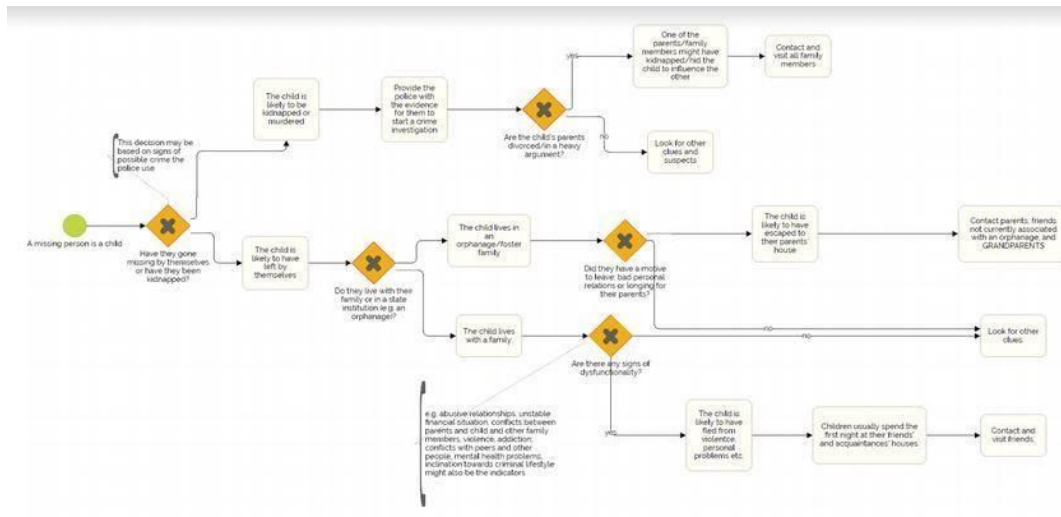 One of the
parents/family
members might have
kidnapped/hid the
child to influence the
other
Contact and
visit all family
members
yes
The child is
likely to be
kidnapped or
murdered
Provide the
police with
the evidence
for them to
start a crime
investigation
Are the child's parents
divorced/in a heavy
argument?
no
Look for other
clues and
suspects
This decision may be
based on signs of
possible crime the
police use
A missing person is a child
Have they gone
missing by themselves
or have they been
kidnapped?
The child is
likely to have
left by
themselves
Do they live with their
family or in a state
institution (e.g. an
orphanage)?
The child lives in
an
orphanage/foster
family
Did they have a motive
to leave: bad personal
relations or longing for
their parents?
The child is
likely to have
escaped to
their parents'
house
Contact parents, friends
not currently associated
with an orphanage, and
GRANDPARENTS
The child lives
with a family.
no
no
Look for other
clues
Are there any signs of
dysfunctionality?
e.g. abusive relationships, unstable
financial situation, conflicts between
parents and child and other family
members, violence, addiction,
conflicts with peers and other
people, mental health problems,
inclination towards criminal lifestyle
might also be the indicators
yes
The child is
likely to have
fled from
violentce,
personal
problems etc.
Children usually spend the
first night at their friends'
and acquaintances' houses.
Contact and
visit friends.